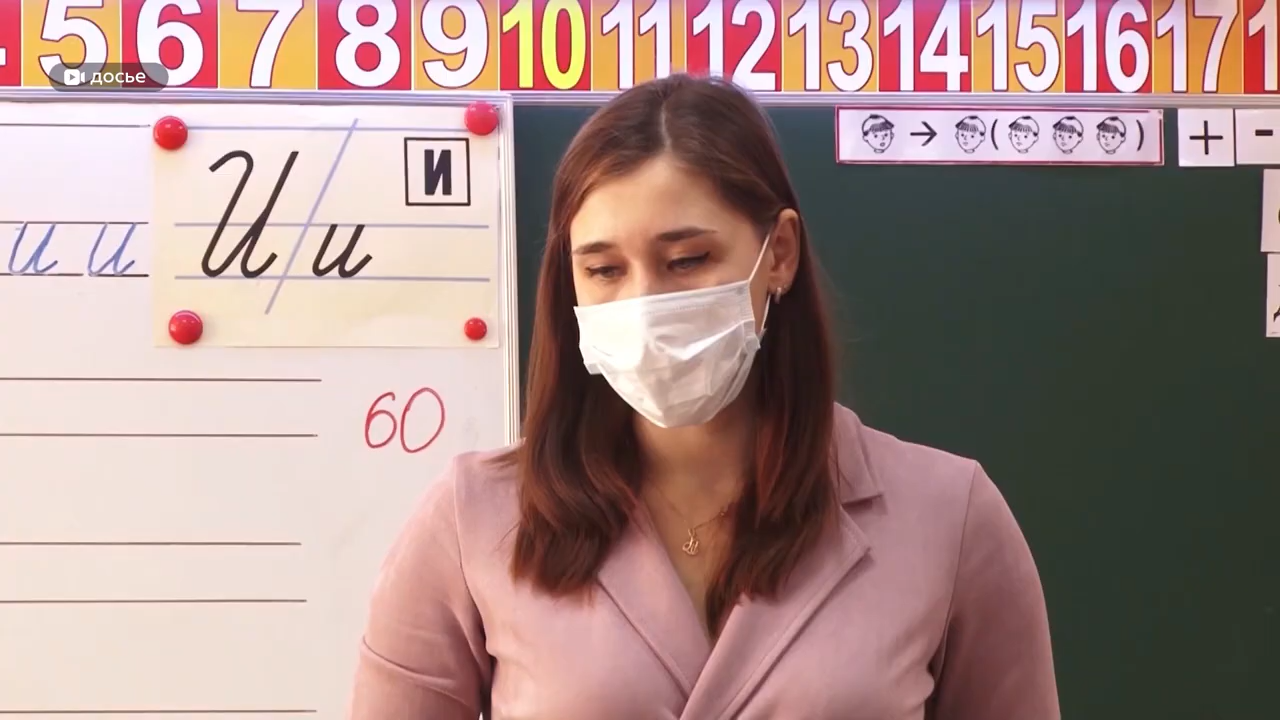 5 6 7 8 9 10 11 12 13 14 15 16 17
досье
→ ( ) + -
И и
И
и и
60